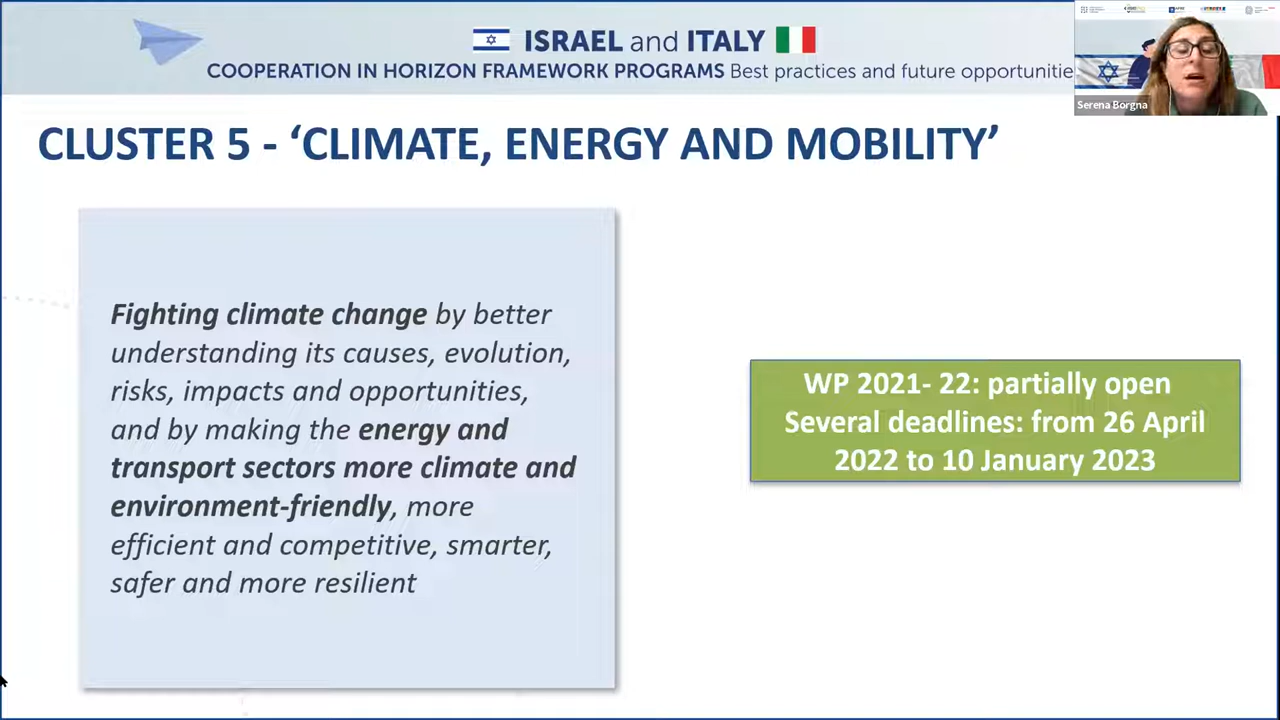 ISRAEL and ITALY
COOPERATION IN HORIZON FRAMEWORK PROGRAMS Best practices and future opportunitie
Serena Borgna
CLUSTER 5 - ‘CLIMATE, ENERGY AND MOBILITY’
Fighting climate change by better
understanding its causes, evolution,
risks, impacts and opportunities,
and by making the energy and
transport sectors more climate and
environment-friendly, more
efficient and competitive, smarter,
safer and more resilient
WP 2021- 22: partially open
Several deadlines: from 26 April
2022 to 10 January 2023